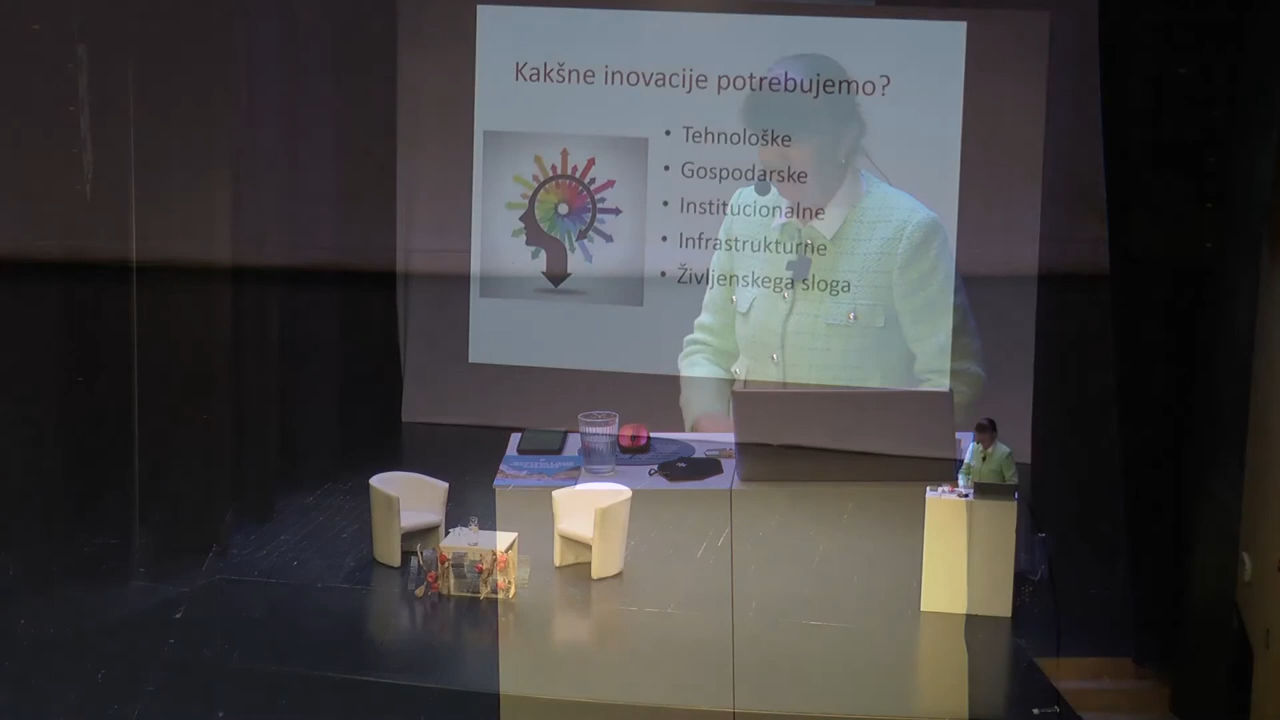 Kakšne inovacije potrebujemo?
• Tehnološke
• Gospodarske
• Institucionalne
• Infrastrukturne
• Življenskega sloga